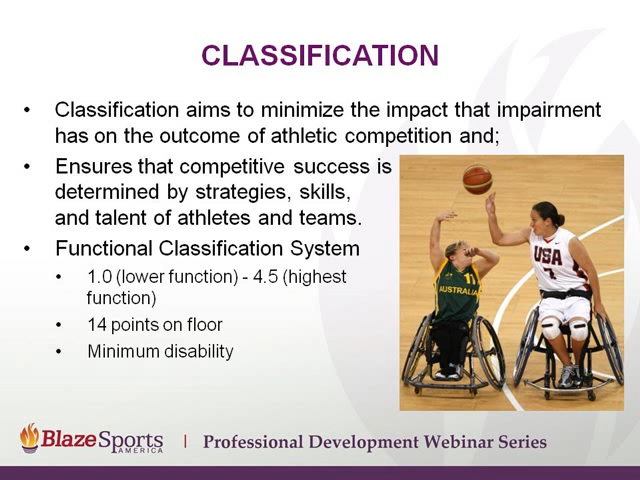 CLASSIFICATION
• Classification aims to minimize the impact that impairment
has on the outcome of athletic competition and;
• Ensures that competitive success is
determined by strategies, skills,
and talent of athletes and teams.
• Functional Classification System
• 1.0 (lower function) - 4.5 (highest
function)
• 14 points on floor
• Minimum disability
AUSTRALIA
11
USA
7
BlazeSports
AMERICA
| Professional Development Webinar Series